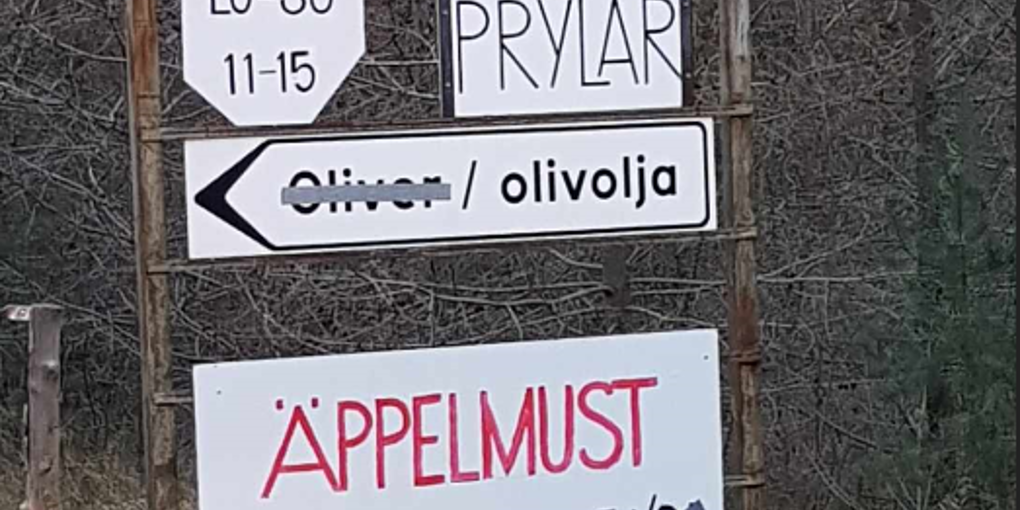 11-15
PRYLAR
Oliver / olivolja
ÄPPELMUST